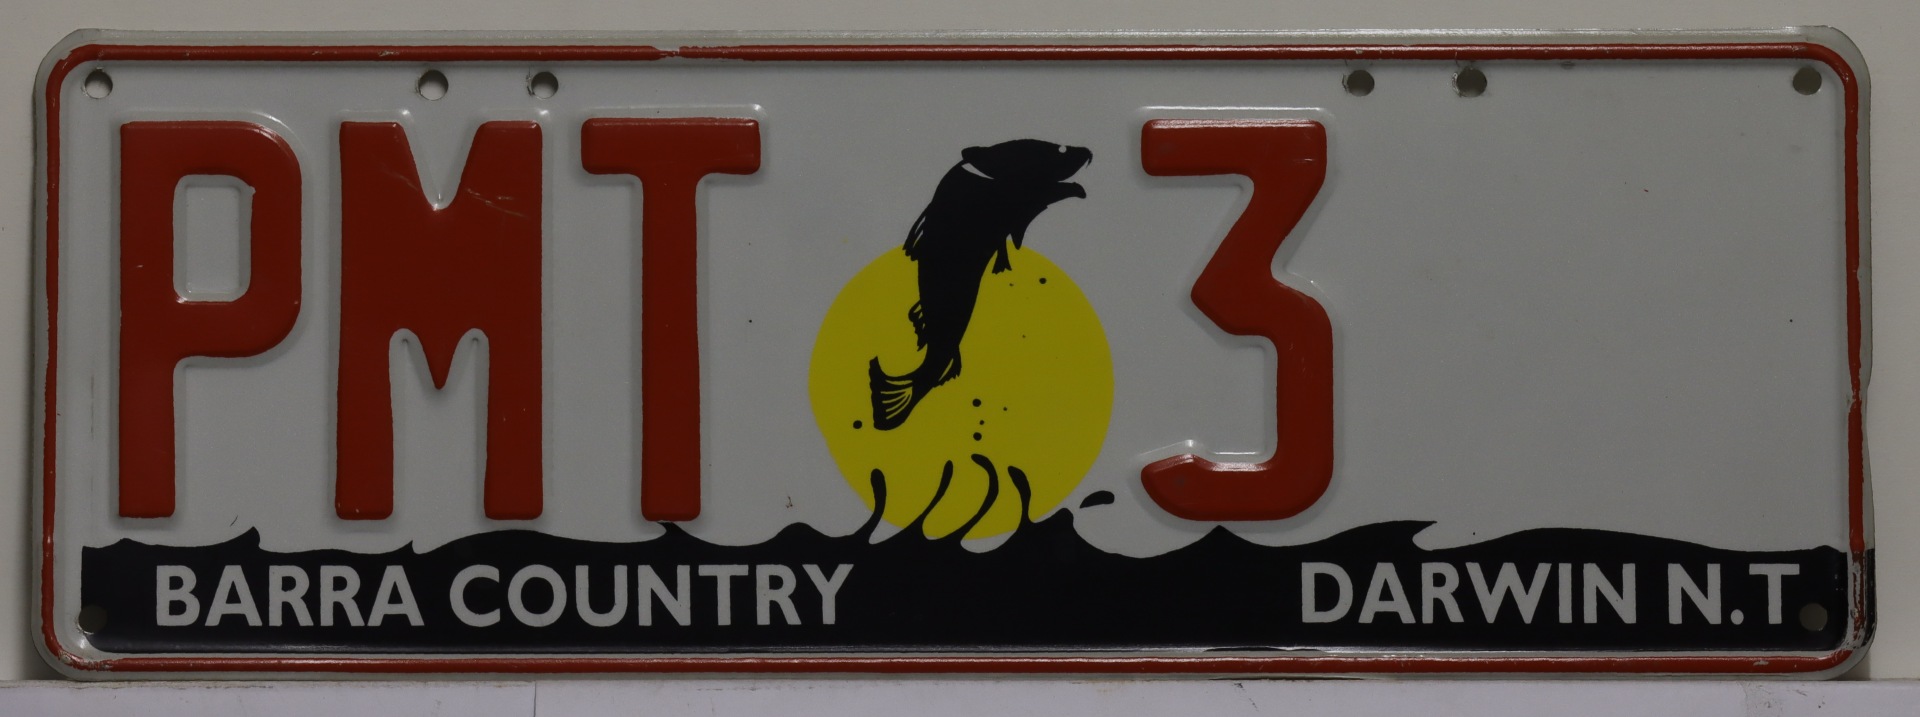 PMT 3
BARRA COUNTRY DARWIN N.T